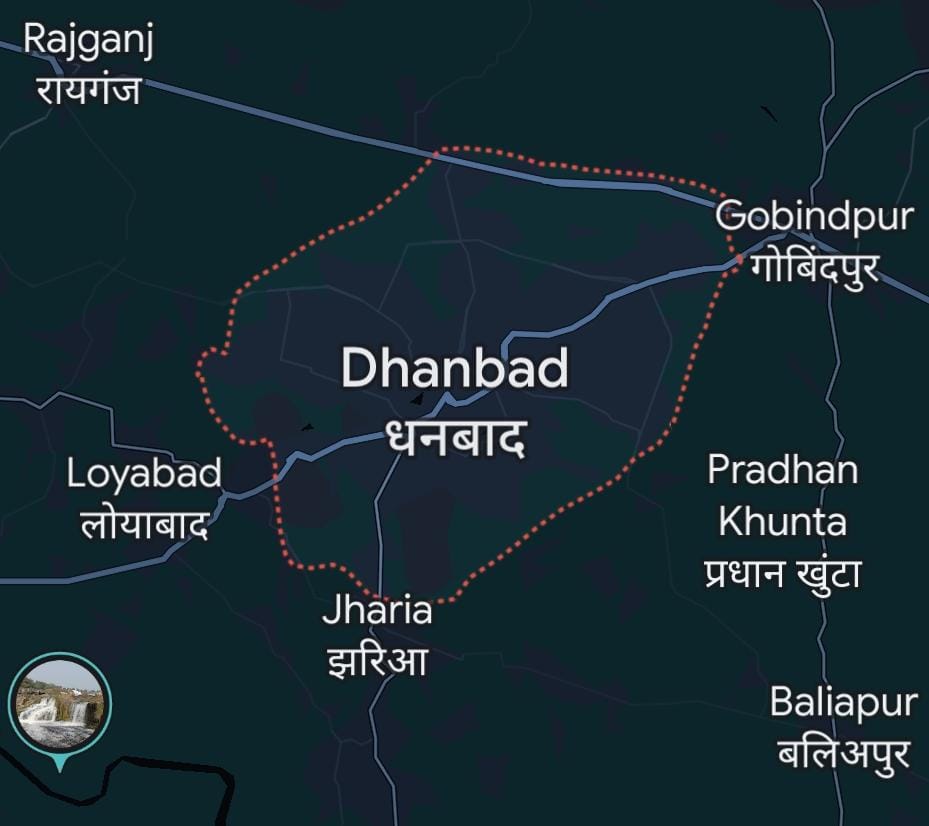 Rajganj
रायगंज
Gobindpur
गोबिंदपुर
Dhanbad
धनबाद
Loyabad
लोयाबाद
Pradhan
Khunta
प्रधान खुंटा
Jharia
झरिआ
Baliapur
बलिअपुर